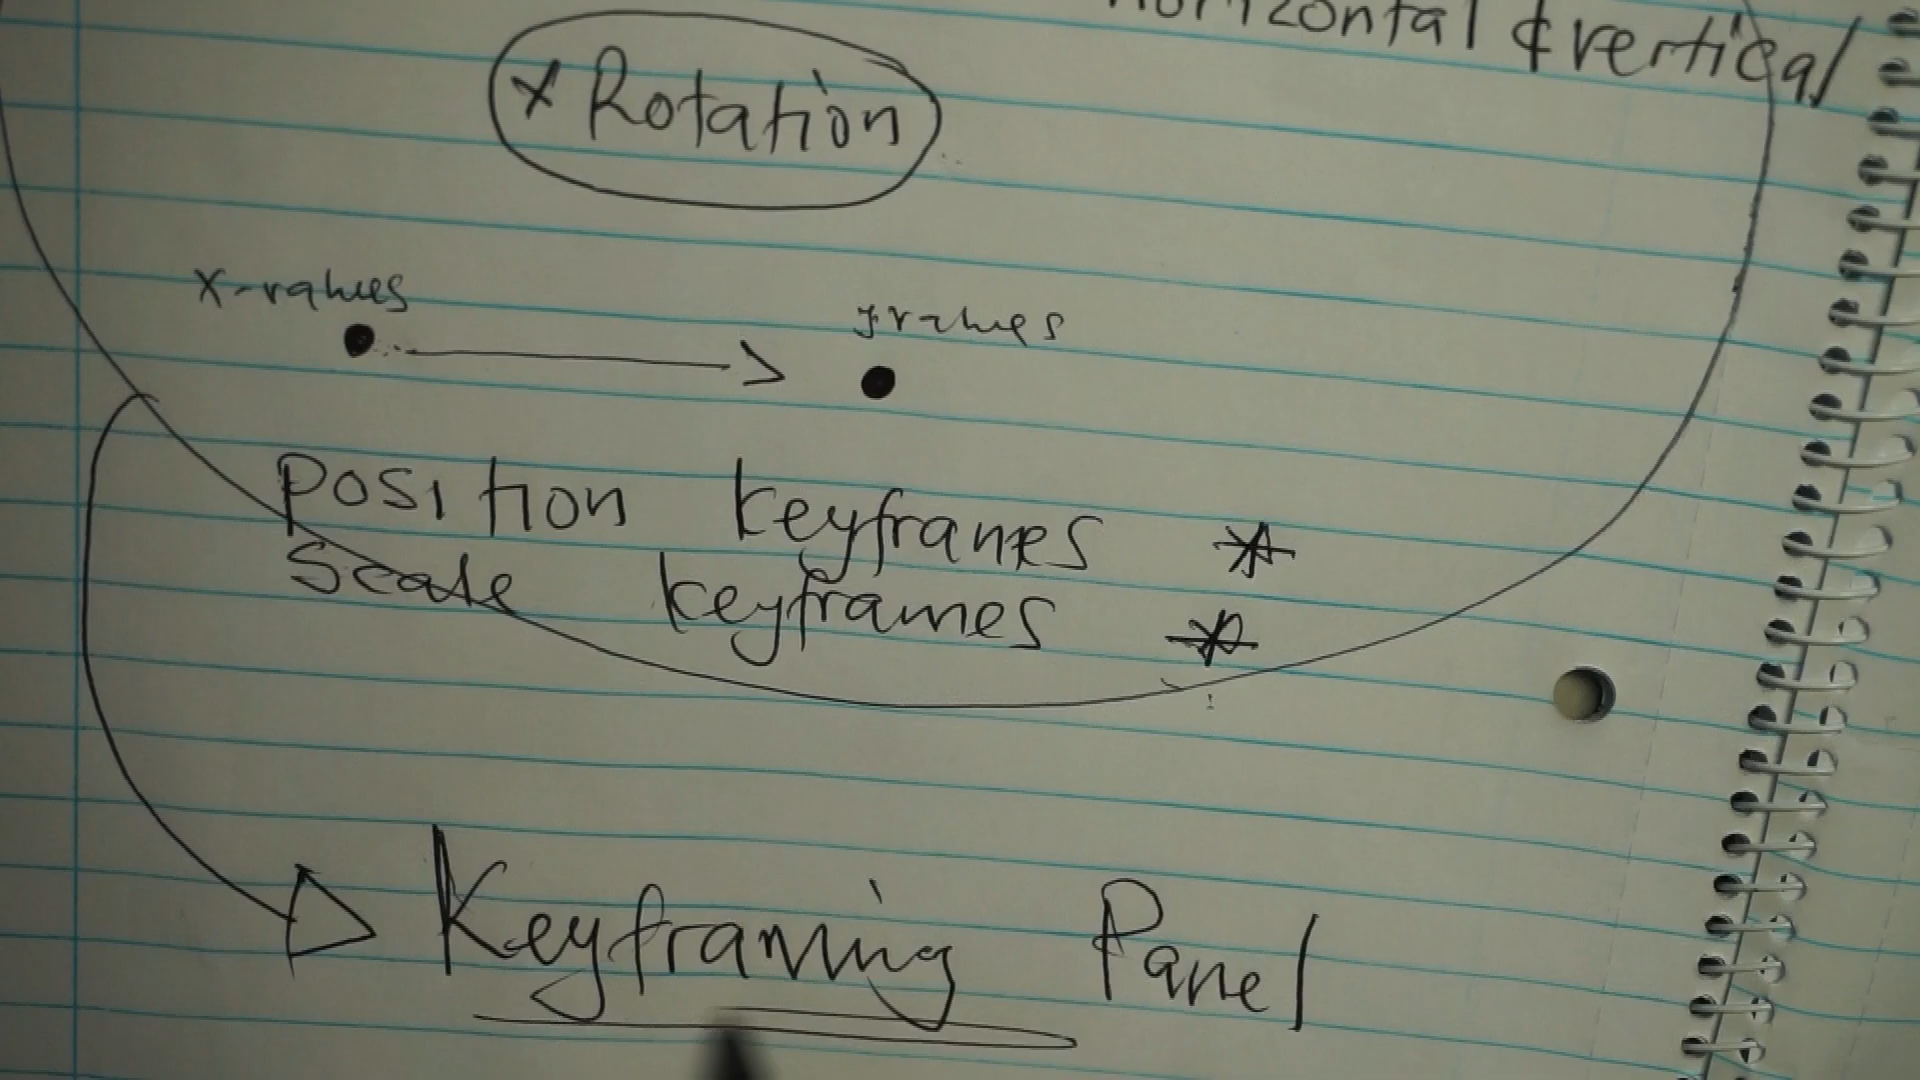 horizontal & vertical
* Rotation
x-values
y values
Position keyframes *
Scale keyframes *
Keyframing Panel